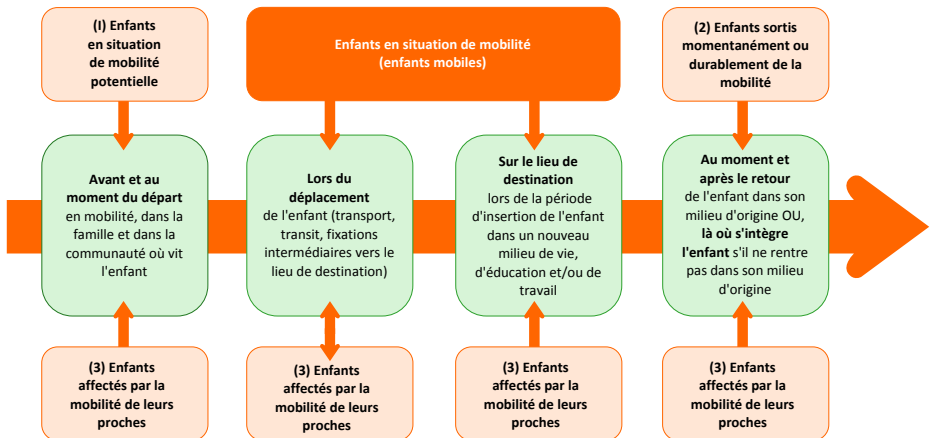 (I) Enfants
en situation
de mobilité
potentielle
Enfants en situation de mobilité
(enfants mobiles)
(2) Enfants sortis
momentanément ou
durablement de la
mobilité
Avant et au
moment du départ
en mobilité, dans la
famille et dans la
communauté où vit
l'enfant
Lors du
déplacement
de l'enfant (transport,
transit, fixations
intermédiaires vers le
lieu de destination)
Sur le lieu de
destination
lors de la période
d'insertion de l'enfant
dans un nouveau
milieu de vie,
d'éducation et/ou de
travail
Au moment et
après le retour
de l'enfant dans son
milieu d'origine OU,
là où s'intègre
l'enfant s'il ne rentre
pas dans son milieu
d'origine
(3) Enfants
affectés par la
mobilité de leurs
proches
(3) Enfants
affectés par la
mobilité de leurs
proches
(3) Enfants
affectés par la
mobilité de leurs
proches
(3) Enfants
affectés par la
mobilité de leurs
proches